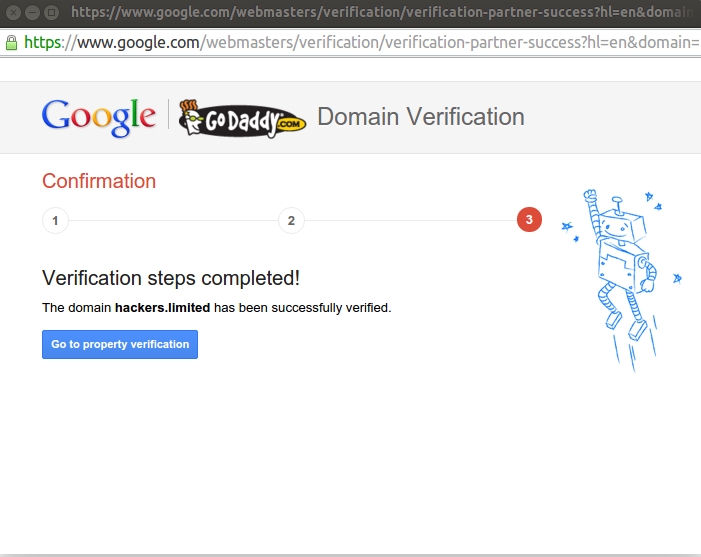 https://www.google.com/webmasters/verification/verification-partner-success?hl=en&domain
https://www.google.com/webmasters/verification/verification-partner-success?hl=en&domain=
Google GoDaddy.COM Domain Verification
Confirmation
1 2 3
Verification steps completed!
The domain hackers.limited has been successfully verified.
Go to property verification